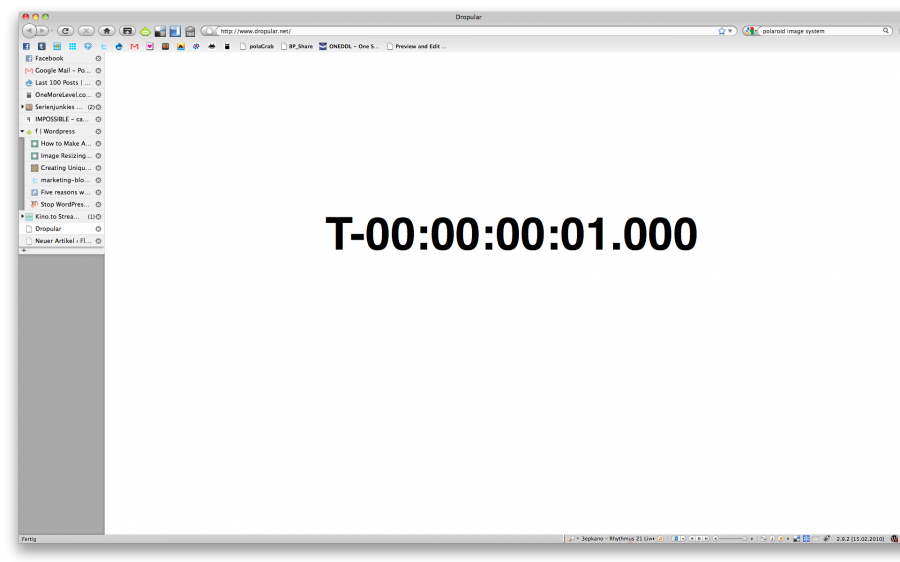 Dropular
http://www.dropular.net/
polaroid image system
polaGrab
BP_Share
ONEDDL - One S...
Preview and Edit ...
Facebook
Google Mail - Po...
Last 100 Posts | ...
OneMoreLevel.co...
Serienjunkies ... (2)
IMPOSSIBLE - ca...
f | Wordpress
How to Make A...
Image Resizing...
Creating Uniqu...
marketing-blo...
Five reasons w...
Stop WordPres...
Kino.to Strea... (1)
Dropular
Neuer Artikel ‹ Fl...
T-00:00:00:01.000
Fertig
Зеркало - Rhythmus 21 Live
2.9.2 [15.02.2010]